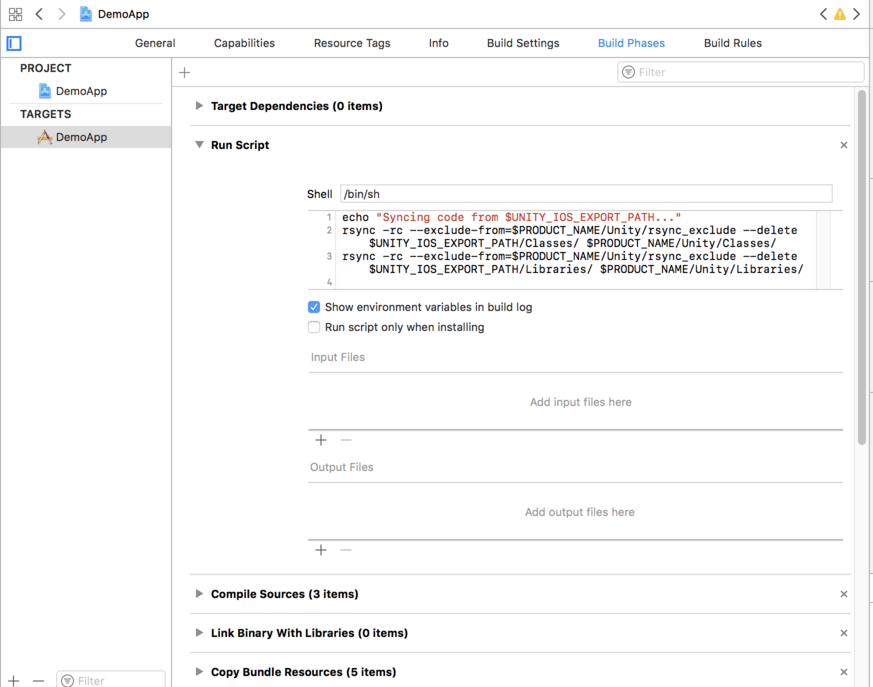 DemoApp
General Capabilities Resource Tags Info Build Settings Build Phases Build Rules
PROJECT
DemoApp
TARGETS
DemoApp
Filter
Target Dependencies (0 items)
Run Script
Shell /bin/sh
1 echo "Syncing code from $UNITY_IOS_EXPORT_PATH..."
2 rsync -rc --exclude-from=$PRODUCT_NAME/Unity/rsync_exclude --delete
$UNITY_IOS_EXPORT_PATH/Classes/ $PRODUCT_NAME/Unity/Classes/
3 rsync -rc --exclude-from=$PRODUCT_NAME/Unity/rsync_exclude --delete
$UNITY_IOS_EXPORT_PATH/Libraries/ $PRODUCT_NAME/Unity/Libraries/
4
Show environment variables in build log
Run script only when installing
Input Files
Add input files here
Output Files
Add output files here
Compile Sources (3 items)
Link Binary With Libraries (0 items)
Copy Bundle Resources (5 items)
Filter